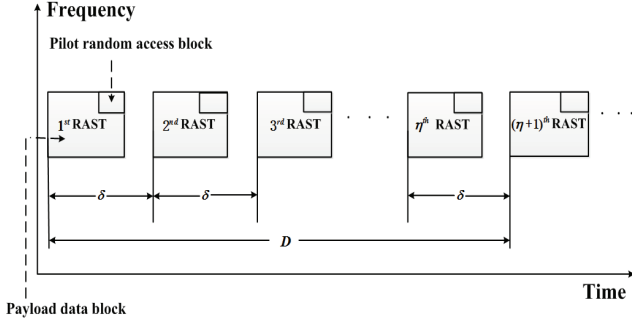 Frequency
Pilot random access block
1st RAST
2nd RAST
3rd RAST
. . .
ηth RAST
(η+1)th RAST
. . .
δ
δ
δ
D
Time
Payload data block